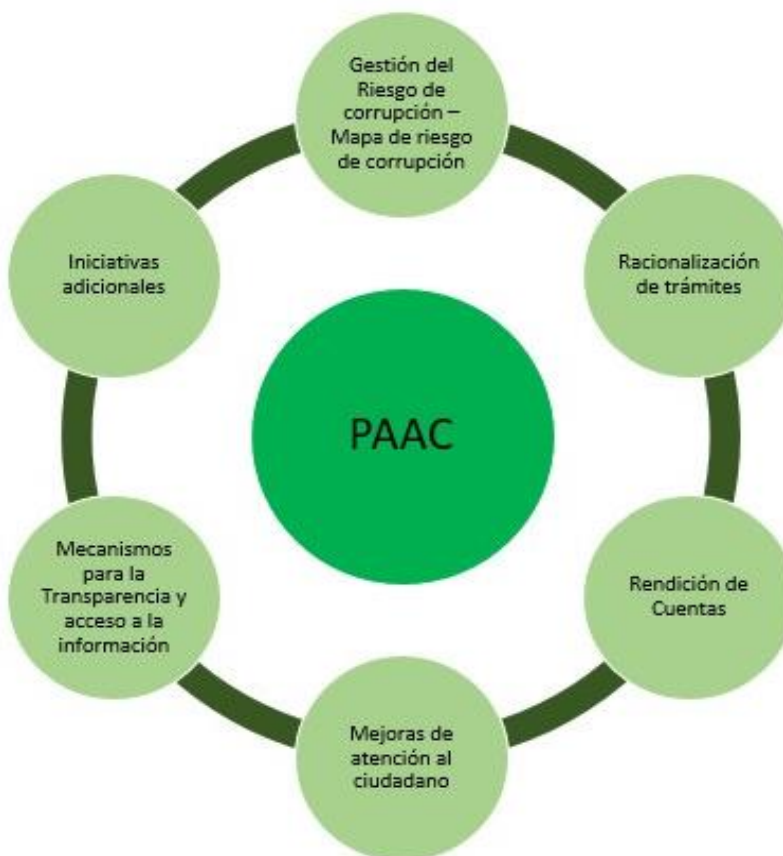 Gestión del
Riesgo de
corrupción –
Mapa de riesgo
de corrupción
Iniciativas
adicionales
Racionalización
de trámites
PAAC
Mecanismos
para la
Transparencia y
acceso a la
información
Rendición de
Cuentas
Mejoras de
atención al
ciudadano